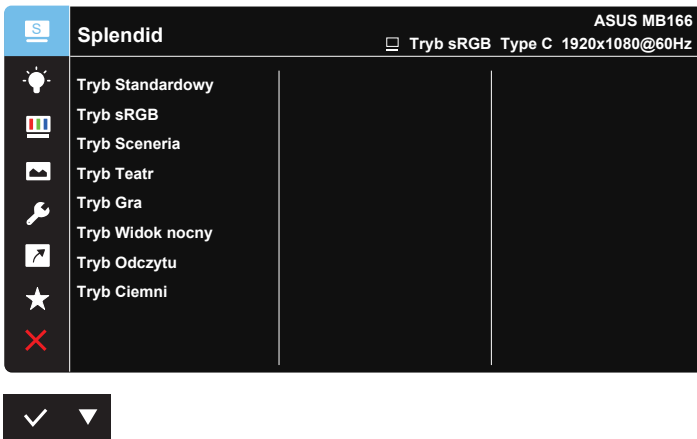 S
ASUS MB166
Splendid
Tryb sRGB Type C 1920x1080@60Hz
Tryb Standardowy
Tryb sRGB
Tryb Sceneria
Tryb Teatr
Tryb Gra
Tryb Widok nocny
Tryb Odczytu
Tryb Ciemni